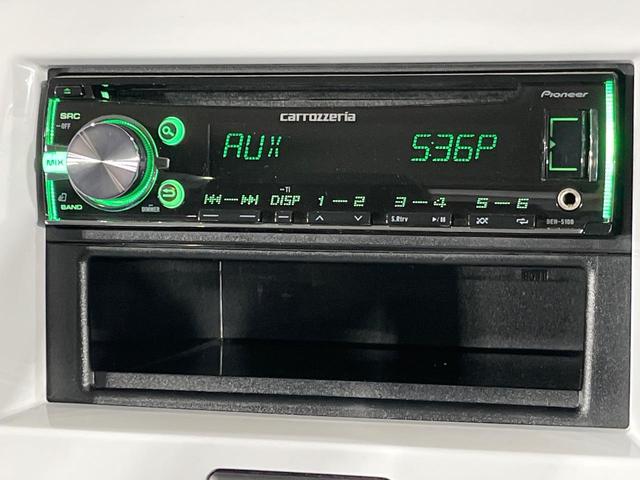 Pioneer
SRC
OFF
carrozzeria
MIX
AUX 536P
TI
DISP 1 2 3 4 5 6
BAND
DIMMER
S.Rtrv
DEH-5100